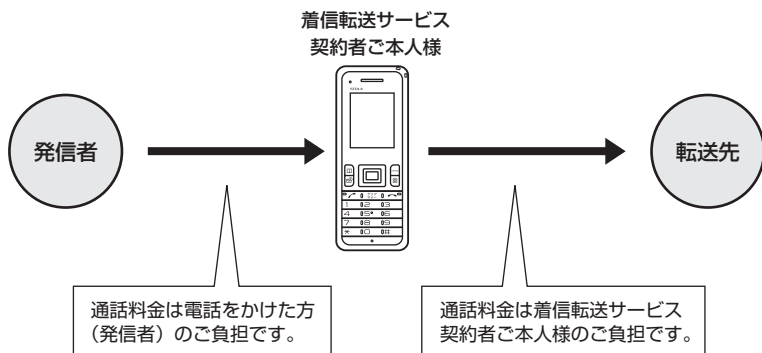 着信転送サービス
契約者ご本人様
発信者
転送先
通話料金は電話をかけた方
（発信者）のご負担です。
通話料金は着信転送サービス
契約者ご本人様のご負担です。